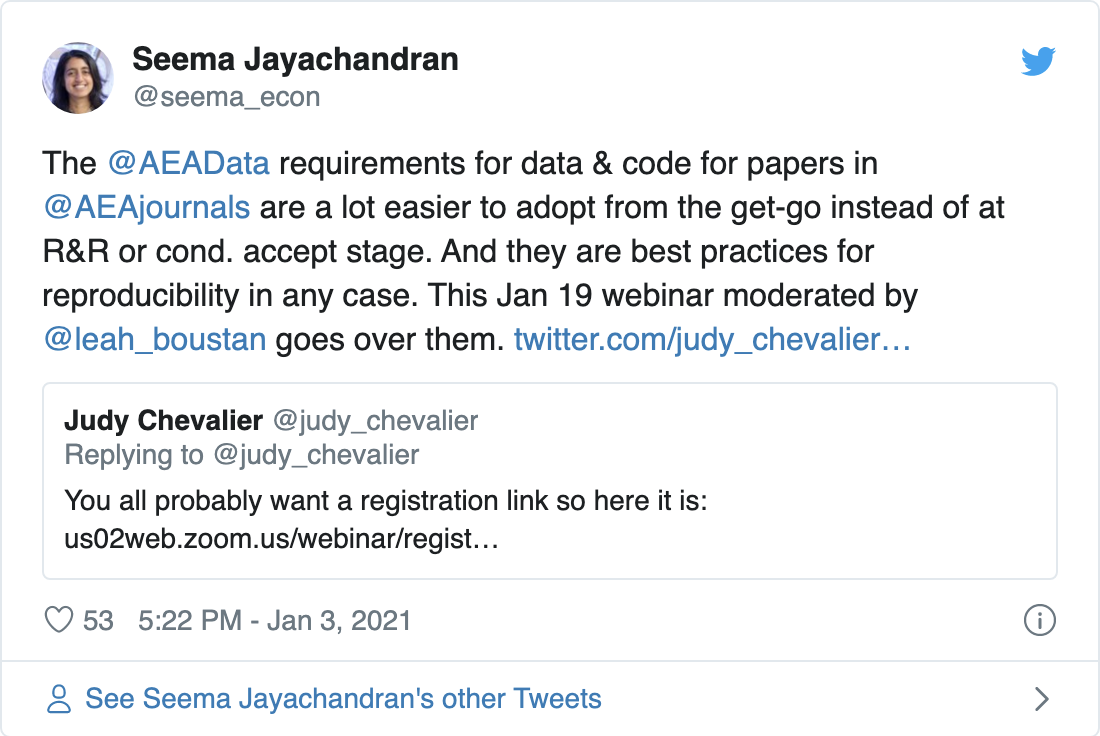 Seema Jayachandran
@seema_econ
The @AEAData requirements for data & code for papers in
@AEAjournals are a lot easier to adopt from the get-go instead of at
R&R or cond. accept stage. And they are best practices for
reproducibility in any case. This Jan 19 webinar moderated by
@leah_boustan goes over them. twitter.com/judy_chevalier…
Judy Chevalier @judy_chevalier
Replying to @judy_chevalier
You all probably want a registration link so here it is:
us02web.zoom.us/webinar/regist…
53 5:22 PM - Jan 3, 2021
See Seema Jayachandran's other Tweets